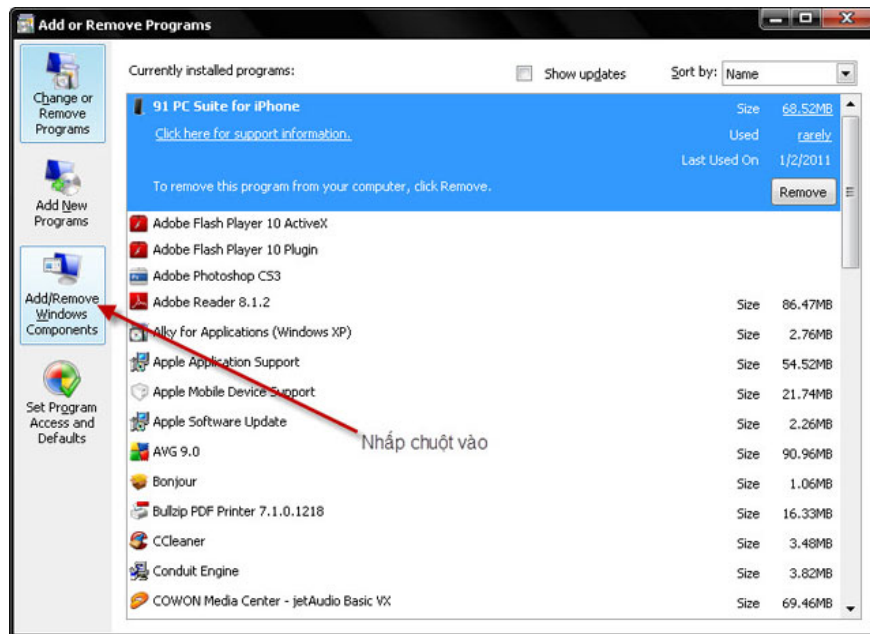 Add or Remove Programs
Change or
Remove
Programs
Add New
Programs
Add/Remove
Windows
Components
Set Program
Access and
Defaults
Currently installed programs:
Show updates
Sort by: Name
91 PC Suite for iPhone Size 68.52MB
Click here for support information. Used rarely
Last Used On 1/2/2011
To remove this program from your computer, click Remove. Remove
Adobe Flash Player 10 ActiveX
Adobe Flash Player 10 Plugin
Adobe Photoshop CS3
Adobe Reader 8.1.2 Size 86.47MB
Alky for Applications (Windows XP) Size 2.76MB
Apple Application Support Size 54.52MB
Apple Mobile Device Support Size 21.74MB
Apple Software Update Size 2.26MB
Nhấp chuột vào
AVG 9.0 Size 90.96MB
Bonjour Size 1.06MB
Bullzip PDF Printer 7.1.0.1218 Size 16.33MB
CCleaner Size 3.48MB
Conduit Engine Size 3.82MB
COWON Media Center - jetAudio Basic VX Size 69.46MB